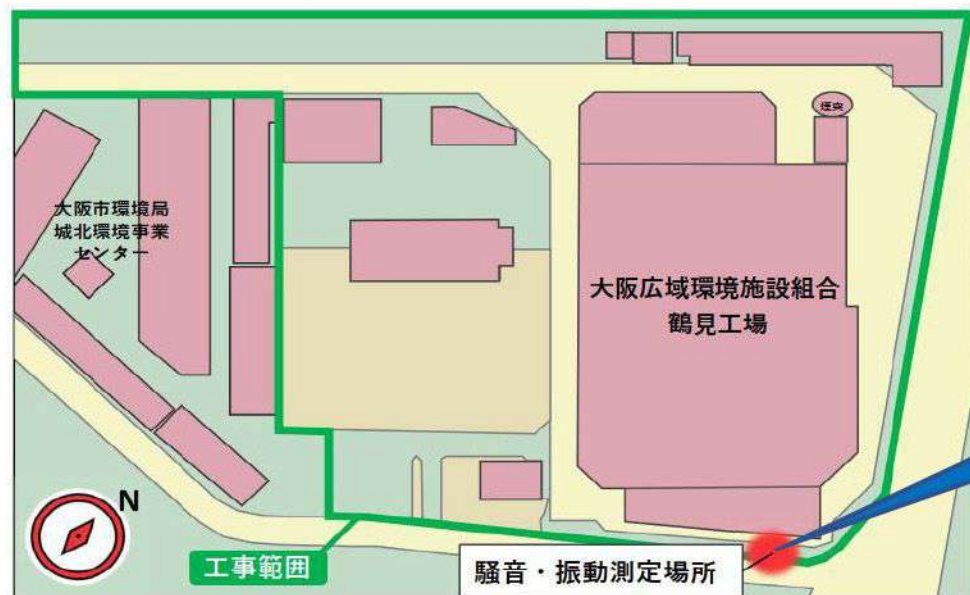 煙突
大阪市環境局
城北環境事業
センター
大阪広域環境施設組合
鶴見工場
N
工事範囲
騒音・振動測定場所